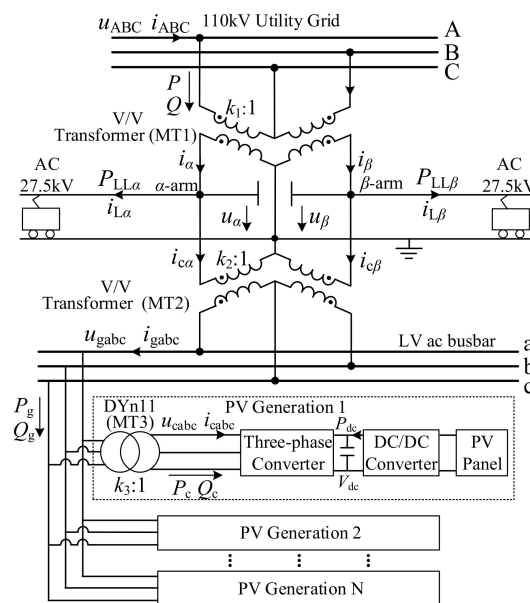 u_ABC i_ABC 110kV Utility Grid A
B
C
P
Q
k₁:1
V/V
Transformer (MT1)
AC
27.5kV
P_LLα
i_Lα
α-arm
i_α
i_β
β-arm
P_LLβ
i_Lβ
AC
27.5kV
u_α
u_β
i_cα
k₂:1
i_cβ
V/V
Transformer (MT2)
u_gabc i_gabc
LV ac busbar a
b
c
P_g
Q_g
DYn11
(MT3)
k₃:1
u_cabc i_cabc
PV Generation 1
P_c Q_c
Three-phase
Converter
P_dc
V_dc
DC/DC
Converter
PV
Panel
PV Generation 2
PV Generation N